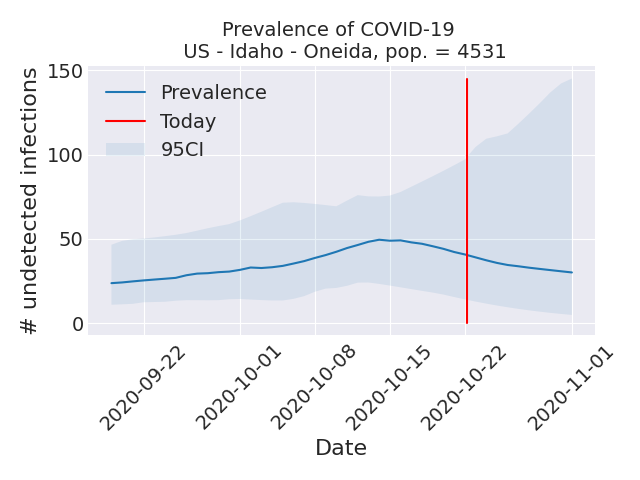 Prevalence of COVID-19
US - Idaho - Oneida, pop. = 4531
# undetected infections
150
100
50
0
Prevalence
Today
95CI
2020-09-22
2020-10-01
2020-10-08
2020-10-15
2020-10-22
2020-11-01
Date